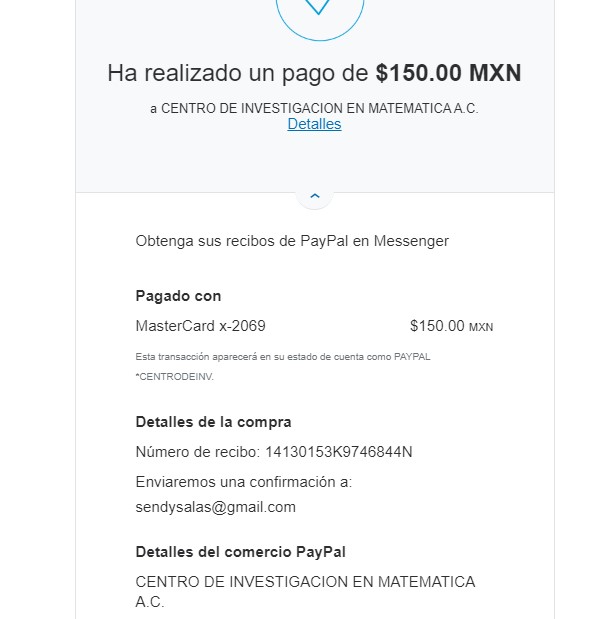 Ha realizado un pago de $150.00 MXN
a CENTRO DE INVESTIGACION EN MATEMATICA A.C.
Detalles
Obtenga sus recibos de PayPal en Messenger
Pagado con
MasterCard x-2069 $150.00 MXN
Esta transacción aparecerá en su estado de cuenta como PAYPAL
*CENTRODEINV.
Detalles de la compra
Número de recibo: 14130153K9746844N
Enviaremos una confirmación a:
sendysalas@gmail.com
Detalles del comercio PayPal
CENTRO DE INVESTIGACION EN MATEMATICA
A.C.